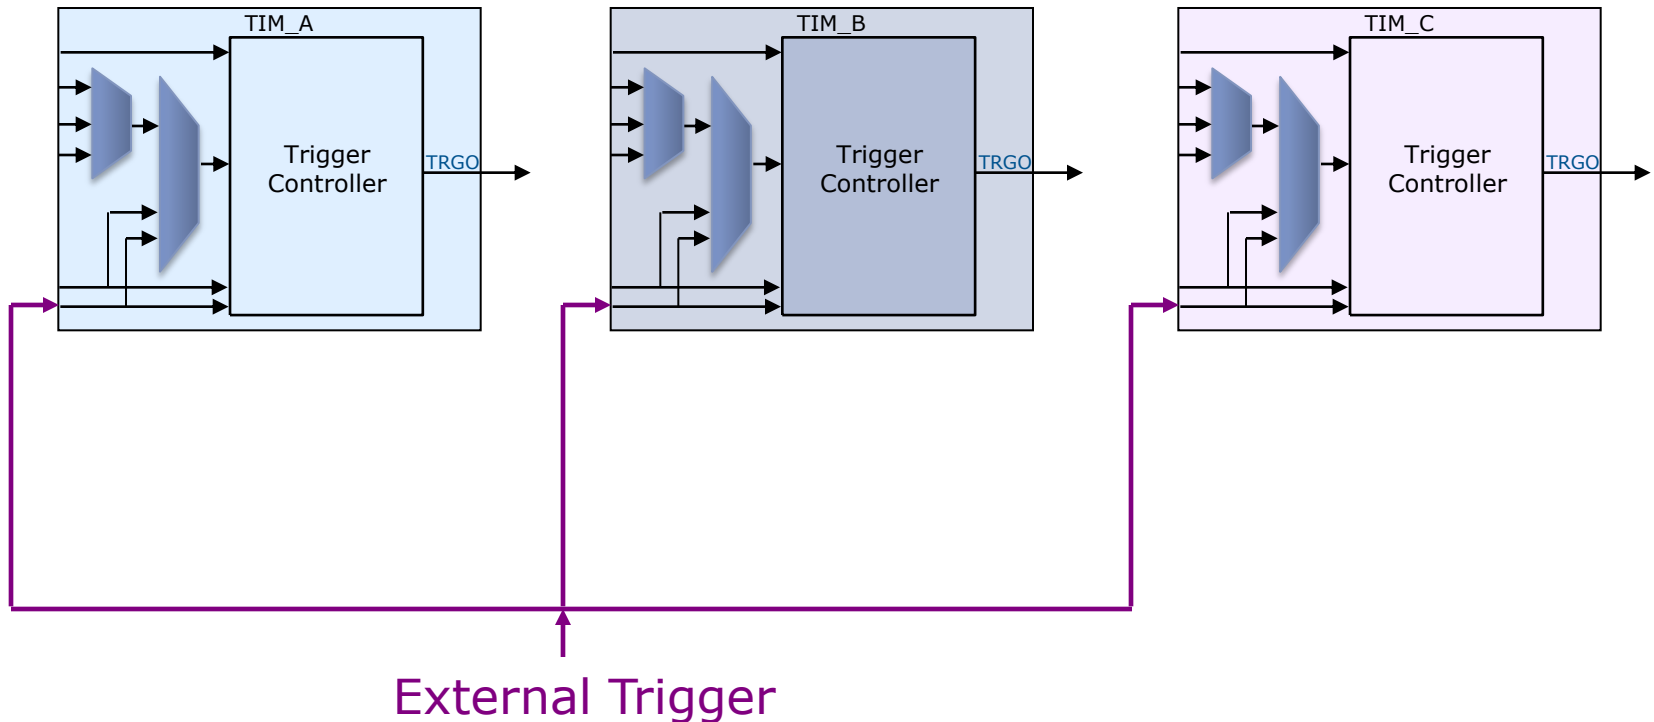 TIM_A
Trigger
Controller
TRGO
TIM_B
Trigger
Controller
TRGO
TIM_C
Trigger
Controller
TRGO
External Trigger